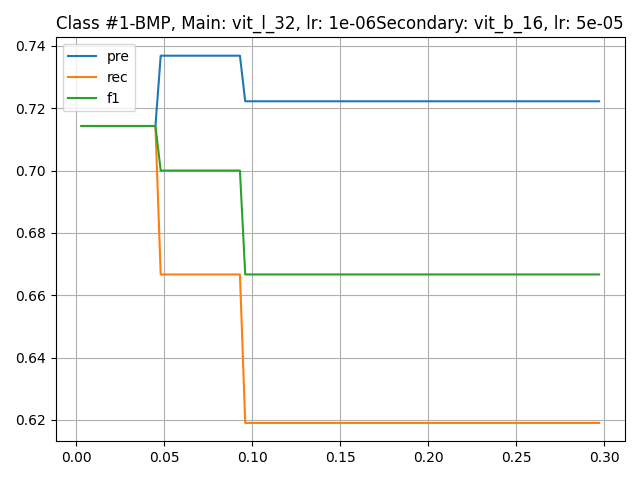 Class #1-BMP, Main: vit_l_32, lr: 1e-06Secondary: vit_b_16, lr: 5e-05
pre
rec
f1
0.74
0.72
0.70
0.68
0.66
0.64
0.62
0.00 0.05 0.10 0.15 0.20 0.25 0.30